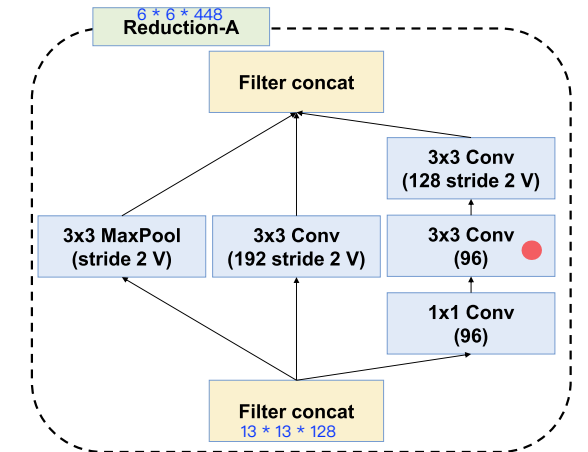 6 * 6 * 448
Reduction-A
Filter concat
3x3 Conv
(128 stride 2 V)
3x3 MaxPool
(stride 2 V)
3x3 Conv
(192 stride 2 V)
3x3 Conv
(96)
1x1 Conv
(96)
Filter concat
13 * 13 * 128